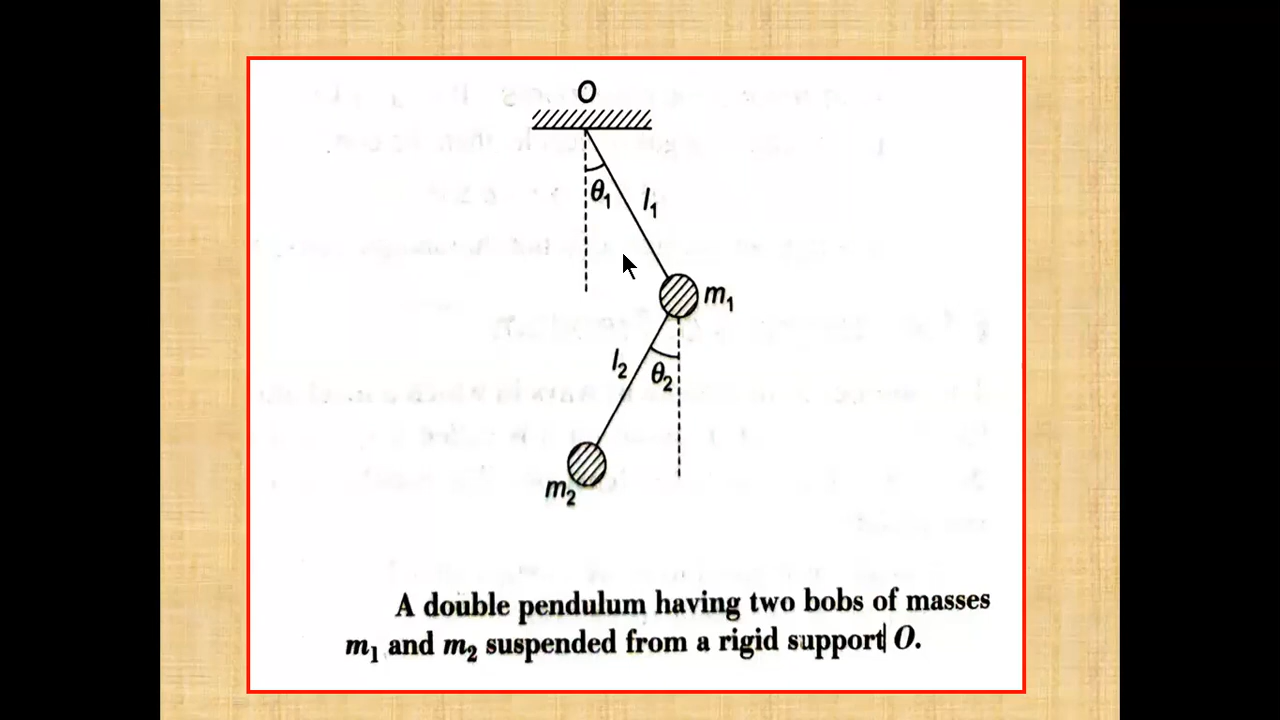 O
θ₁
l₁
m₁
l₂
θ₂
m₂
A double pendulum having two bobs of masses
m₁ and m₂ suspended from a rigid support O.